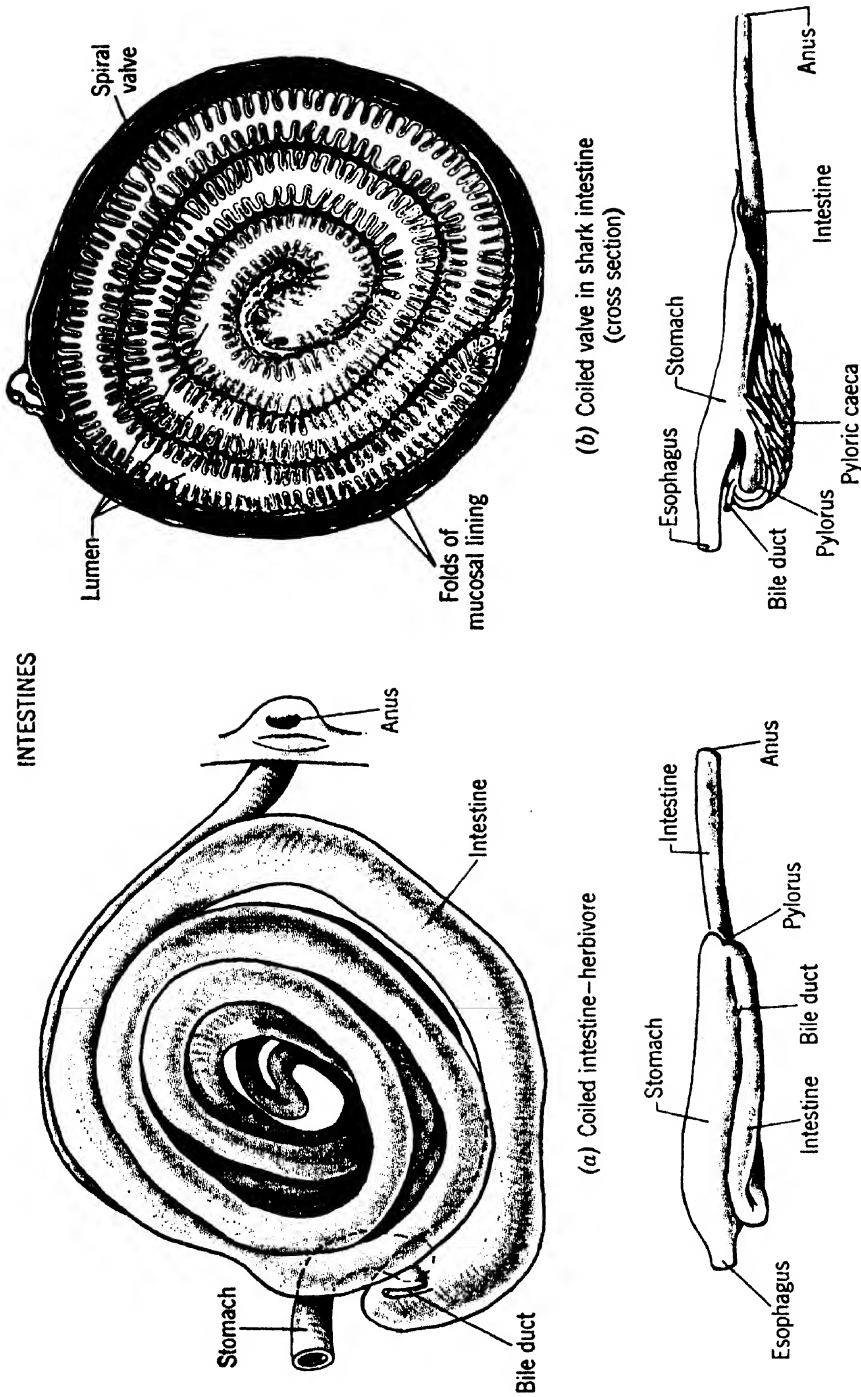 INTESTINES
Stomach
Bile duct
Intestine
Anus
(a) Coiled intestine–herbivore
Lumen
Spiral
valve
Folds of
mucosal lining
(b) Coiled valve in shark intestine
(cross section)
Esophagus
Stomach
Intestine
Bile duct
Pylorus
Intestine
Anus
Esophagus
Bile duct
Pylorus
Stomach
Pyloric caeca
Intestine
Anus